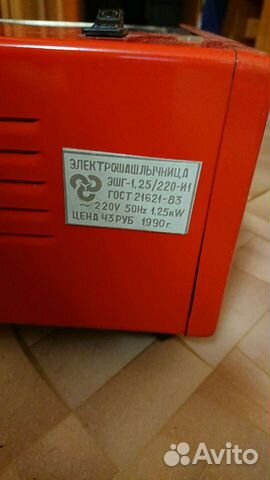 ЭЛЕКТРОШАШЛЫЧНИЦА
ЭШГ-1,25/220-И1
ГОСТ 21621-83
~ 220V 50Hz 1.25kW
ЦЕНА 43 РУБ 1990г.
Avito